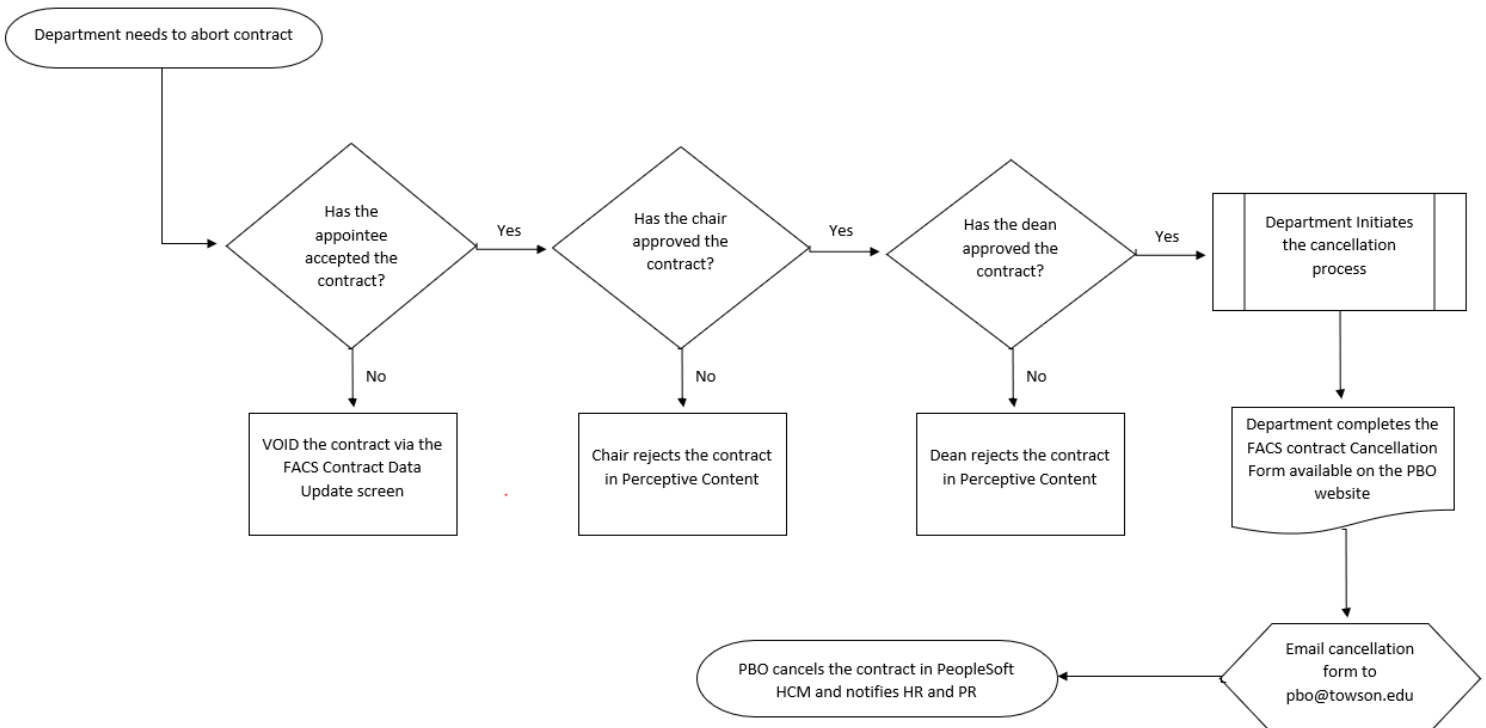 Department needs to abort contract
Has the
appointee
accepted the
contract?
Yes
Has the chair
approved the
contract?
Yes
Has the dean
approved the
contract?
Yes
Department Initiates
the cancellation
process
No
No
No
VOID the contract via the
FACS Contract Data
Update screen
Chair rejects the contract
in Perceptive Content
Dean rejects the contract
in Perceptive Content
Department completes the
FACS contract Cancellation
Form available on the PBO
website
Email cancellation
form to
pbo@towson.edu
PBO cancels the contract in PeopleSoft
HCM and notifies HR and PR